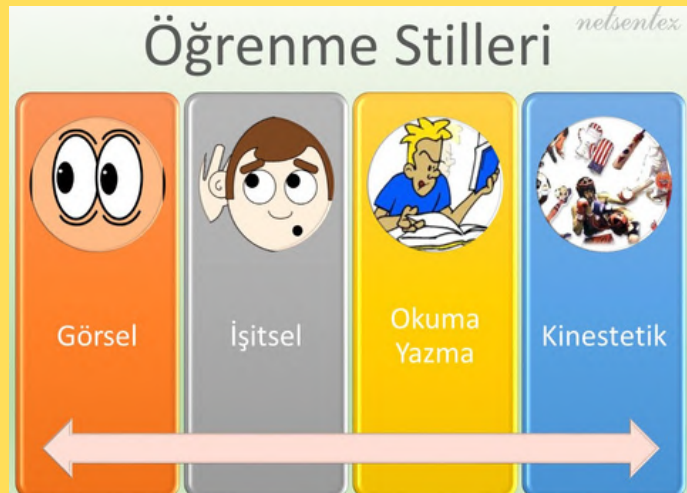 netsentez
Öğrenme Stilleri
Görsel
İşitsel
Okuma
Yazma
Kinestetik